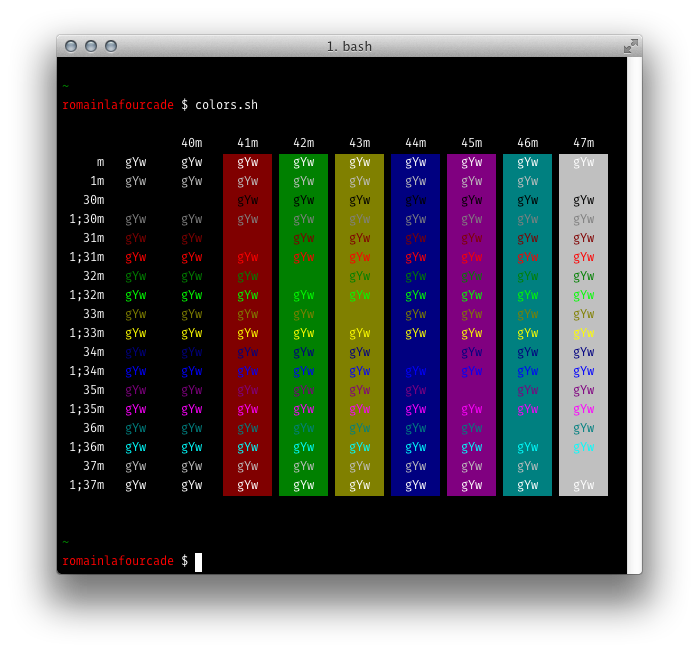 1. bash
~
romainlafourcade $ colors.sh
40m 41m 42m 43m 44m 45m 46m 47m
m gYw gYw gYw gYw gYw gYw gYw gYw gYw
1m gYw gYw gYw gYw gYw gYw gYw gYw
30m gYw gYw gYw gYw gYw gYw gYw
1;30m gYw gYw gYw gYw gYw gYw gYw gYw gYw
31m gYw gYw gYw gYw gYw gYw gYw gYw
1;31m gYw gYw gYw gYw gYw gYw gYw gYw gYw
32m gYw gYw gYw gYw gYw gYw gYw gYw
1;32m gYw gYw gYw gYw gYw gYw gYw gYw gYw
33m gYw gYw gYw gYw gYw gYw gYw gYw
1;33m gYw gYw gYw gYw gYw gYw gYw gYw gYw
34m gYw gYw gYw gYw gYw gYw gYw gYw
1;34m gYw gYw gYw gYw gYw gYw gYw gYw gYw
35m gYw gYw gYw gYw gYw gYw gYw gYw
1;35m gYw gYw gYw gYw gYw gYw gYw gYw gYw
36m gYw gYw gYw gYw gYw gYw gYw gYw
1;36m gYw gYw gYw gYw gYw gYw gYw gYw gYw
37m gYw gYw gYw gYw gYw gYw gYw gYw
1;37m gYw gYw gYw gYw gYw gYw gYw gYw gYw
~
romainlafourcade $